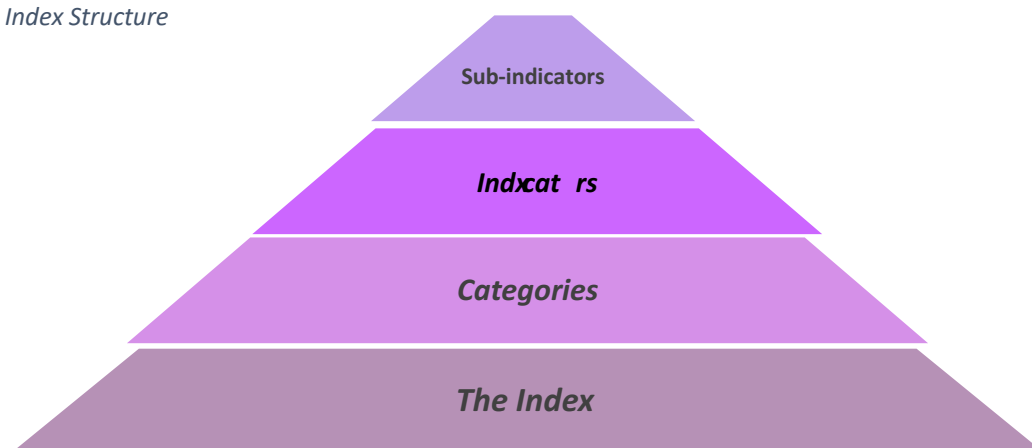 Index Structure
Sub-indicators
Indxcat rs
Categories
The Index